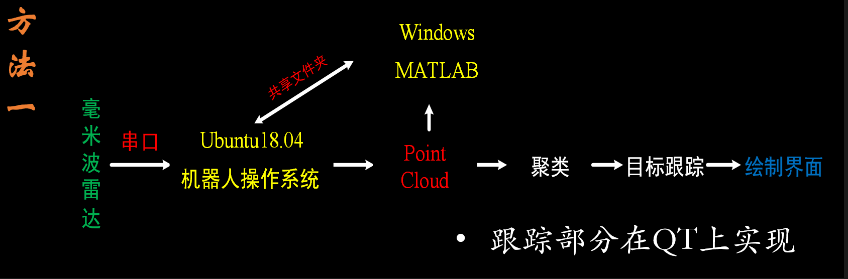 方法一
Windows
MATLAB
共享文件夹
毫米波雷达
串口
Ubuntu18.04
机器人操作系统
Point
Cloud
聚类
目标跟踪
绘制界面
• 跟踪部分在QT上实现